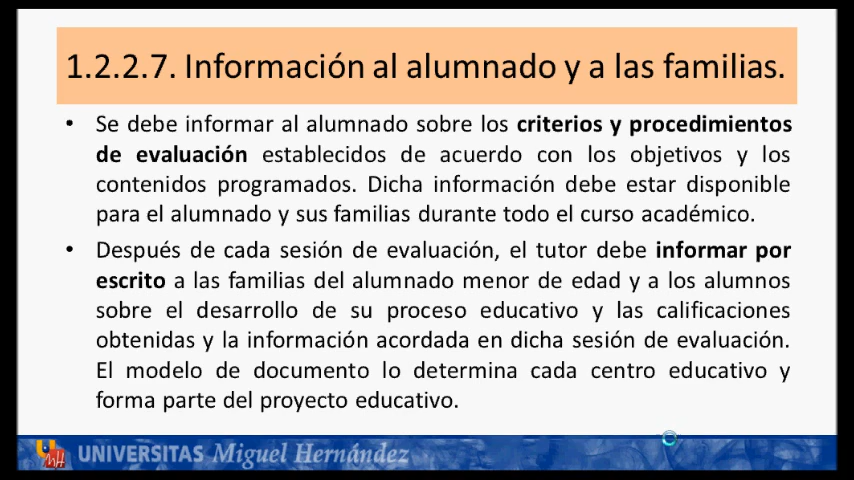 1.2.2.7. Información al alumnado y a las familias.
• Se debe informar al alumnado sobre los criterios y procedimientos
de evaluación establecidos de acuerdo con los objetivos y los
contenidos programados. Dicha información debe estar disponible
para el alumnado y sus familias durante todo el curso académico.
• Después de cada sesión de evaluación, el tutor debe informar por
escrito a las familias del alumnado menor de edad y a los alumnos
sobre el desarrollo de su proceso educativo y las calificaciones
obtenidas y la información acordada en dicha sesión de evaluación.
El modelo de documento lo determina cada centro educativo y
forma parte del proyecto educativo.
UNIVERSITAS Miguel Hernández